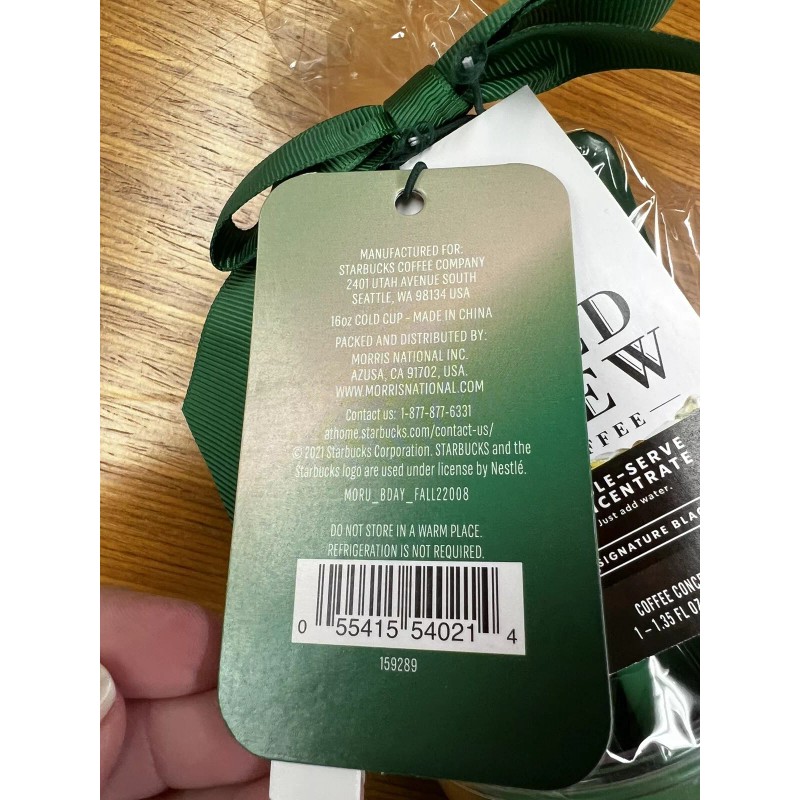 MANUFACTURED FOR:
STARBUCKS COFFEE COMPANY
2401 UTAH AVENUE SOUTH
SEATTLE, WA 98134 USA
16oz COLD CUP - MADE IN CHINA
PACKED AND DISTRIBUTED BY:
MORRIS NATIONAL INC.
AZUSA, CA 91702, USA.
WWW.MORRISNATIONAL.COM
Contact us: 1-877-877-6331
athome.starbucks.com/contact-us/
© 2021 Starbucks Corporation. STARBUCKS and the
Starbucks logo are used under license by Nestlé.
MORU_BDAY_FALL22008
DO NOT STORE IN A WARM PLACE.
REFRIGERATION IS NOT REQUIRED.
0 55415 54021 4
159289
ED
EW
FFEE
LE-SERVE
NCENTRATE
Just add water.
SIGNATURE BLAC
COFFEE CONCE
1-1.35 FL OZ